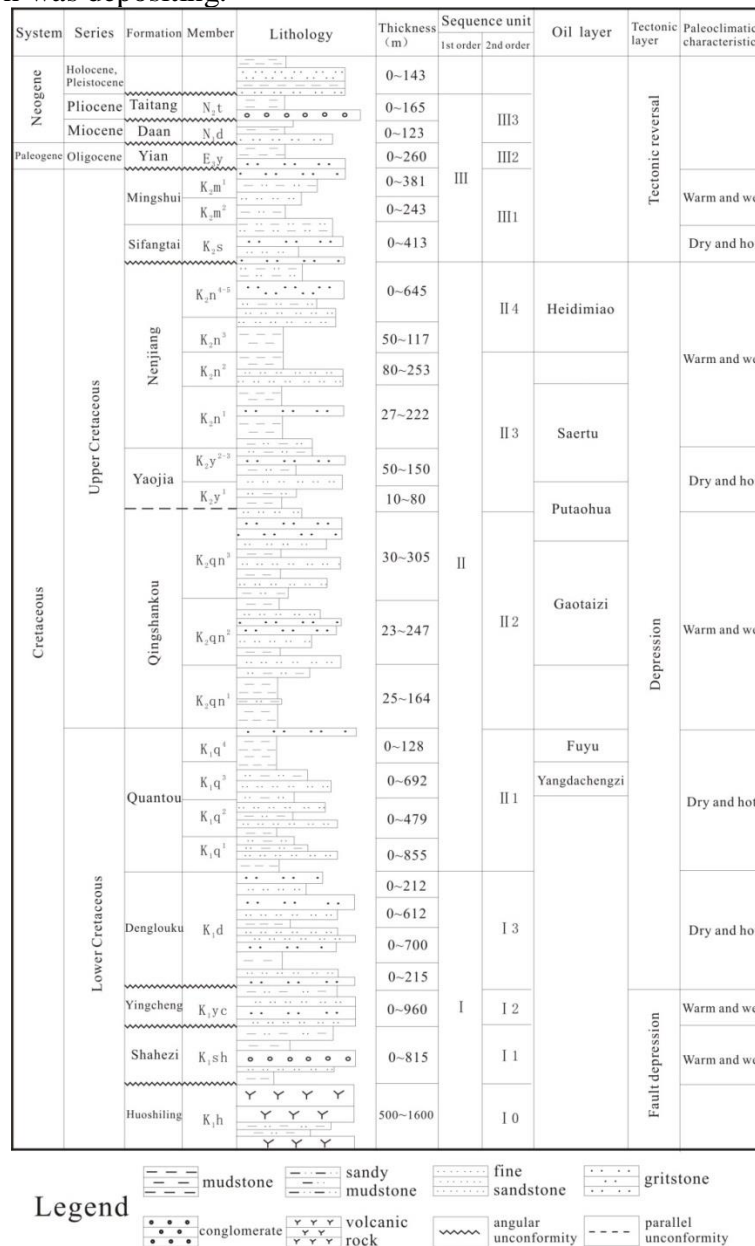 n was depositing.
System Series Formation Member Lithology Thickness (m) Sequence unit Oil layer Tectonic layer Paleoclimatic characteristic
1st order 2nd order
Neogene
Holocene, Pleistocene 0~143
Pliocene Taitang N₂t 0~165 III3
Miocene Daan N₁d 0~123
Paleogene Oligocene Yian E₃y 0~260 III2
III
Tectonic reversal
Cretaceous
Upper Cretaceous
Mingshui K₂m¹ 0~381 Warm and we
K₂m² 0~243 III1
Sifangtai K₂s 0~413 Dry and ho
Nenjiang K₂n⁴⁻⁵ 0~645 II4 Heidimiao
K₂n³ 50~117
K₂n² 80~253 Warm and we
K₂n¹ 27~222 II3 Saertu
Yaojia K₂y²⁻³ 50~150 Dry and ho
K₂y¹ 10~80 Putaohua
Qingshankou K₂qn³ 30~305
II
K₂qn² 23~247 II2 Gaotaizi Warm and we
K₂qn¹ 25~164
Depression
Lower Cretaceous
Quantou K₁q⁴ 0~128 Fuyu
K₁q³ 0~692 Yangdachengzi
K₁q² 0~479 II1 Dry and hot
K₁q¹ 0~855
Denglouku K₁d 0~212
0~612
0~700 I3 Dry and ho
0~215
Yingcheng K₁yc 0~960 I I2 Warm and we
Shahezi K₁sh 0~815 I1 Warm and we
Huoshiling K₁h 500~1600 I0
Fault depression
Legend
mudstone sandy mudstone fine sandstone gritstone
conglomerate volcanic rock angular unconformity parallel unconformity